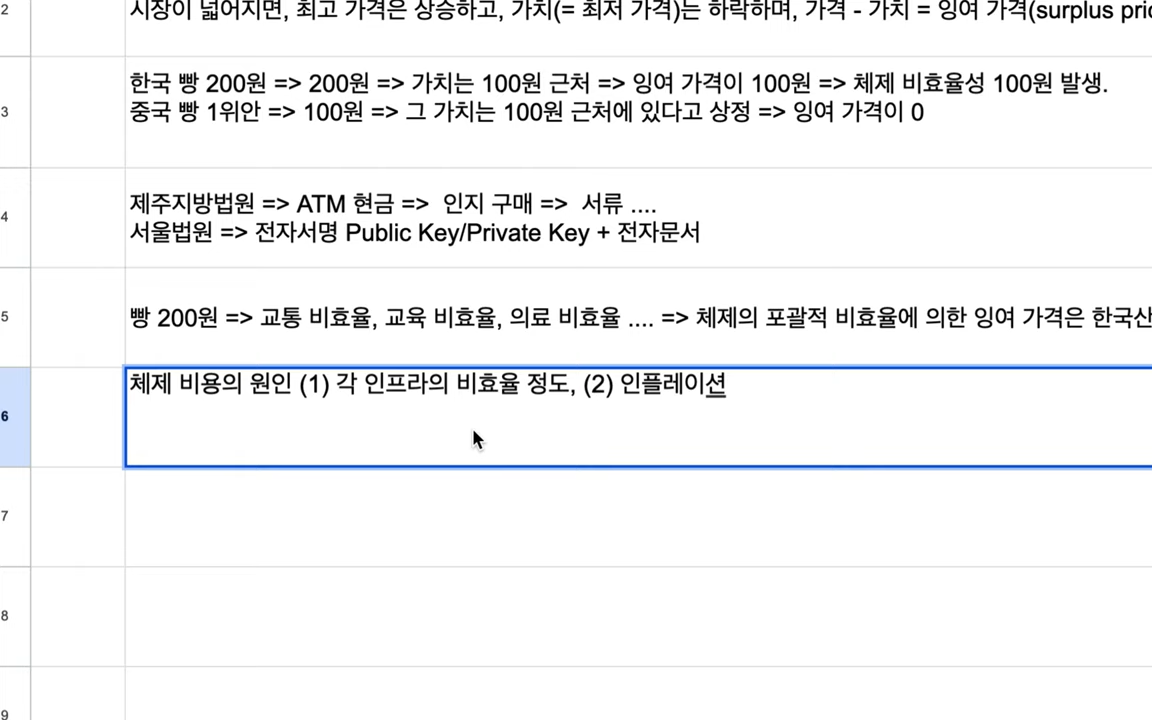 2
시장이 넓어지면, 최고 가격은 상승하고, 가치(= 최저 가격)는 하락하며, 가격 - 가치 = 잉여 가격(surplus
3
한국 빵 200원 => 200원 => 가치는 100원 근처 => 잉여 가격이 100원 => 체제 비효율성 100원 발생.
중국 빵 1위안 => 100원 => 그 가치는 100원 근처에 있다고 상정 => 잉여 가격이 0
4
제주지방법원 => ATM 현금 => 인지 구매 => 서류 ....
서울법원 => 전자서명 Public Key/Private Key + 전자문서
5
빵 200원 => 교통 비효율, 교육 비효율, 의료 비효율 .... => 체제의 포괄적 비효율에 의한 잉여 가격은 한국산
6
체제 비용의 원인 (1) 각 인프라의 비효율 정도, (2) 인플레이션
7
8
9